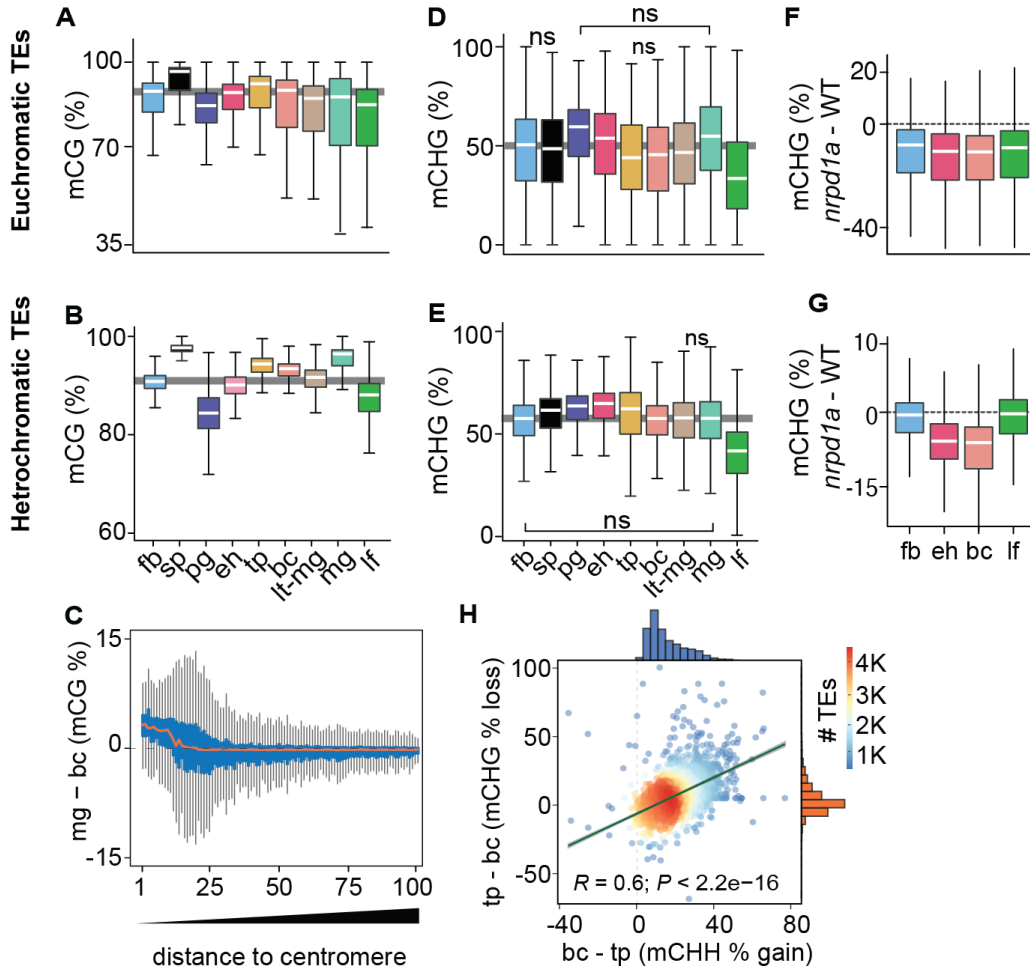 A
Euchromatic TEs
mCG (%)
100
70
35
D
ns
ns
ns
mCHG (%)
100
50
0
F
mCHG (%)
nrpd1a - WT
20
0
-40
B
Hetrochromatic TEs
mCG (%)
100
80
60
fb
sp
pg
eh
tp
bc
lt-mg
mg
lf
E
ns
ns
mCHG (%)
100
50
0
fb
sp
pg
eh
tp
bc
lt-mg
mg
lf
G
mCHG (%)
nrpd1a - WT
10
0
-15
fb eh bc lf
C
mg – bc (mCG %)
15
0
-15
1 25 50 75 100
distance to centromere
H
tp - bc (mCHG % loss)
100
50
0
-50
R = 0.6; P < 2.2e−16
-40 0 40 80
bc - tp (mCHH % gain)
# TEs
4K
3K
2K
1K